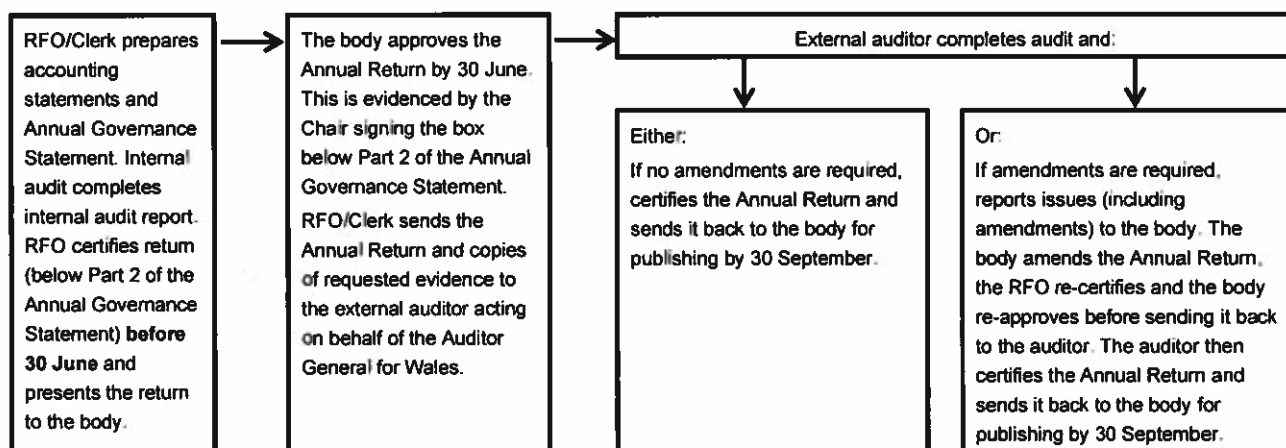 RFO/Clerk prepares
accounting
statements and
Annual Governance
Statement. Internal
audit completes
internal audit report.
RFO certifies return
(below Part 2 of the
Annual Governance
Statement) before
30 June and
presents the return
to the body.
The body approves the
Annual Return by 30 June.
This is evidenced by the
Chair signing the box
below Part 2 of the Annual
Governance Statement.
RFO/Clerk sends the
Annual Return and copies
of requested evidence to
the external auditor acting
on behalf of the Auditor
General for Wales.
External auditor completes audit and:
Either:
If no amendments are required,
certifies the Annual Return and
sends it back to the body for
publishing by 30 September.
Or:
If amendments are required,
reports issues (including
amendments) to the body. The
body amends the Annual Return,
the RFO re-certifies and the body
re-approves before sending it back
to the auditor. The auditor then
certifies the Annual Return and
sends it back to the body for
publishing by 30 September.